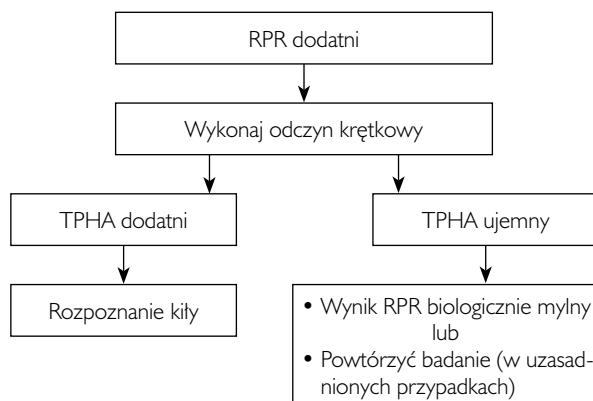 RPR dodatni
Wykonaj odczyn krętkowy
TPHA dodatni
TPHA ujemny
Rozpoznanie kiły
• Wynik RPR biologicznie mylny
lub
• Powtórzyć badanie (w uzasad-
nionych przypadkach)